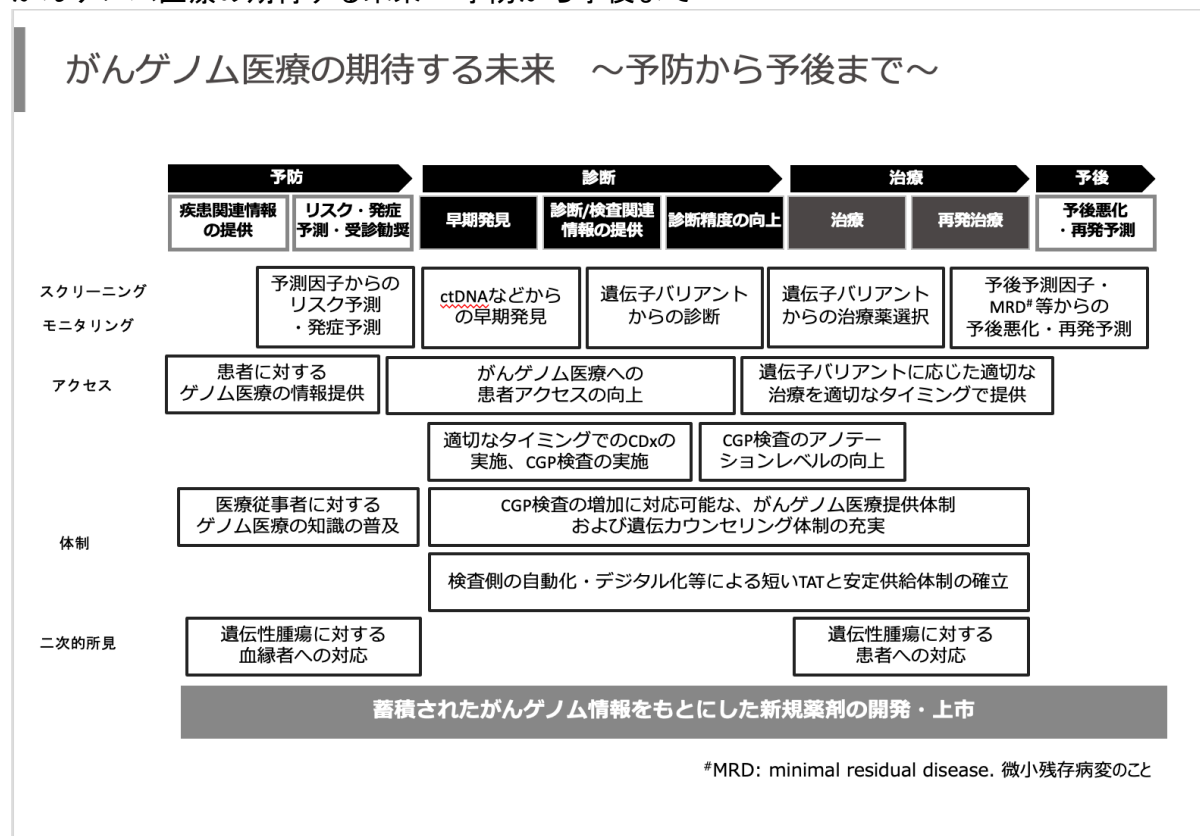 がんゲノム医療の期待する未来　～予防から予後まで～
予防
診断
治療
予後
疾患関連情報
の提供
リスク・発症
予測・受診勧奨
早期発見
診断/検査関連
情報の提供
診断精度の向上
治療
再発治療
予後悪化
・再発予測
スクリーニング
モニタリング
予測因子からの
リスク予測
・発症予測
ctDNAなどから
の早期発見
遺伝子バリアント
からの診断
遺伝子バリアント
からの治療薬選択
予後予測因子・
MRD#等からの
予後悪化・再発予測
アクセス
患者に対する
ゲノム医療の情報提供
がんゲノム医療への
患者アクセスの向上
遺伝子バリアントに応じた適切な
治療を適切なタイミングで提供
適切なタイミングでのCDxの
実施、CGP検査の実施
CGP検査のアノテー
ションレベルの向上
体制
医療従事者に対する
ゲノム医療の知識の普及
CGP検査の増加に対応可能な、がんゲノム医療提供体制
および遺伝カウンセリング体制の充実
検査側の自動化・デジタル化等による短いTATと安定供給体制の確立
二次的所見
遺伝性腫瘍に対する
血縁者への対応
遺伝性腫瘍に対する
患者への対応
蓄積されたがんゲノム情報をもとにした新規薬剤の開発・上市
#MRD: minimal residual disease. 微小残存病変のこと